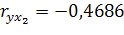 r_{yx_2} = −0,4686